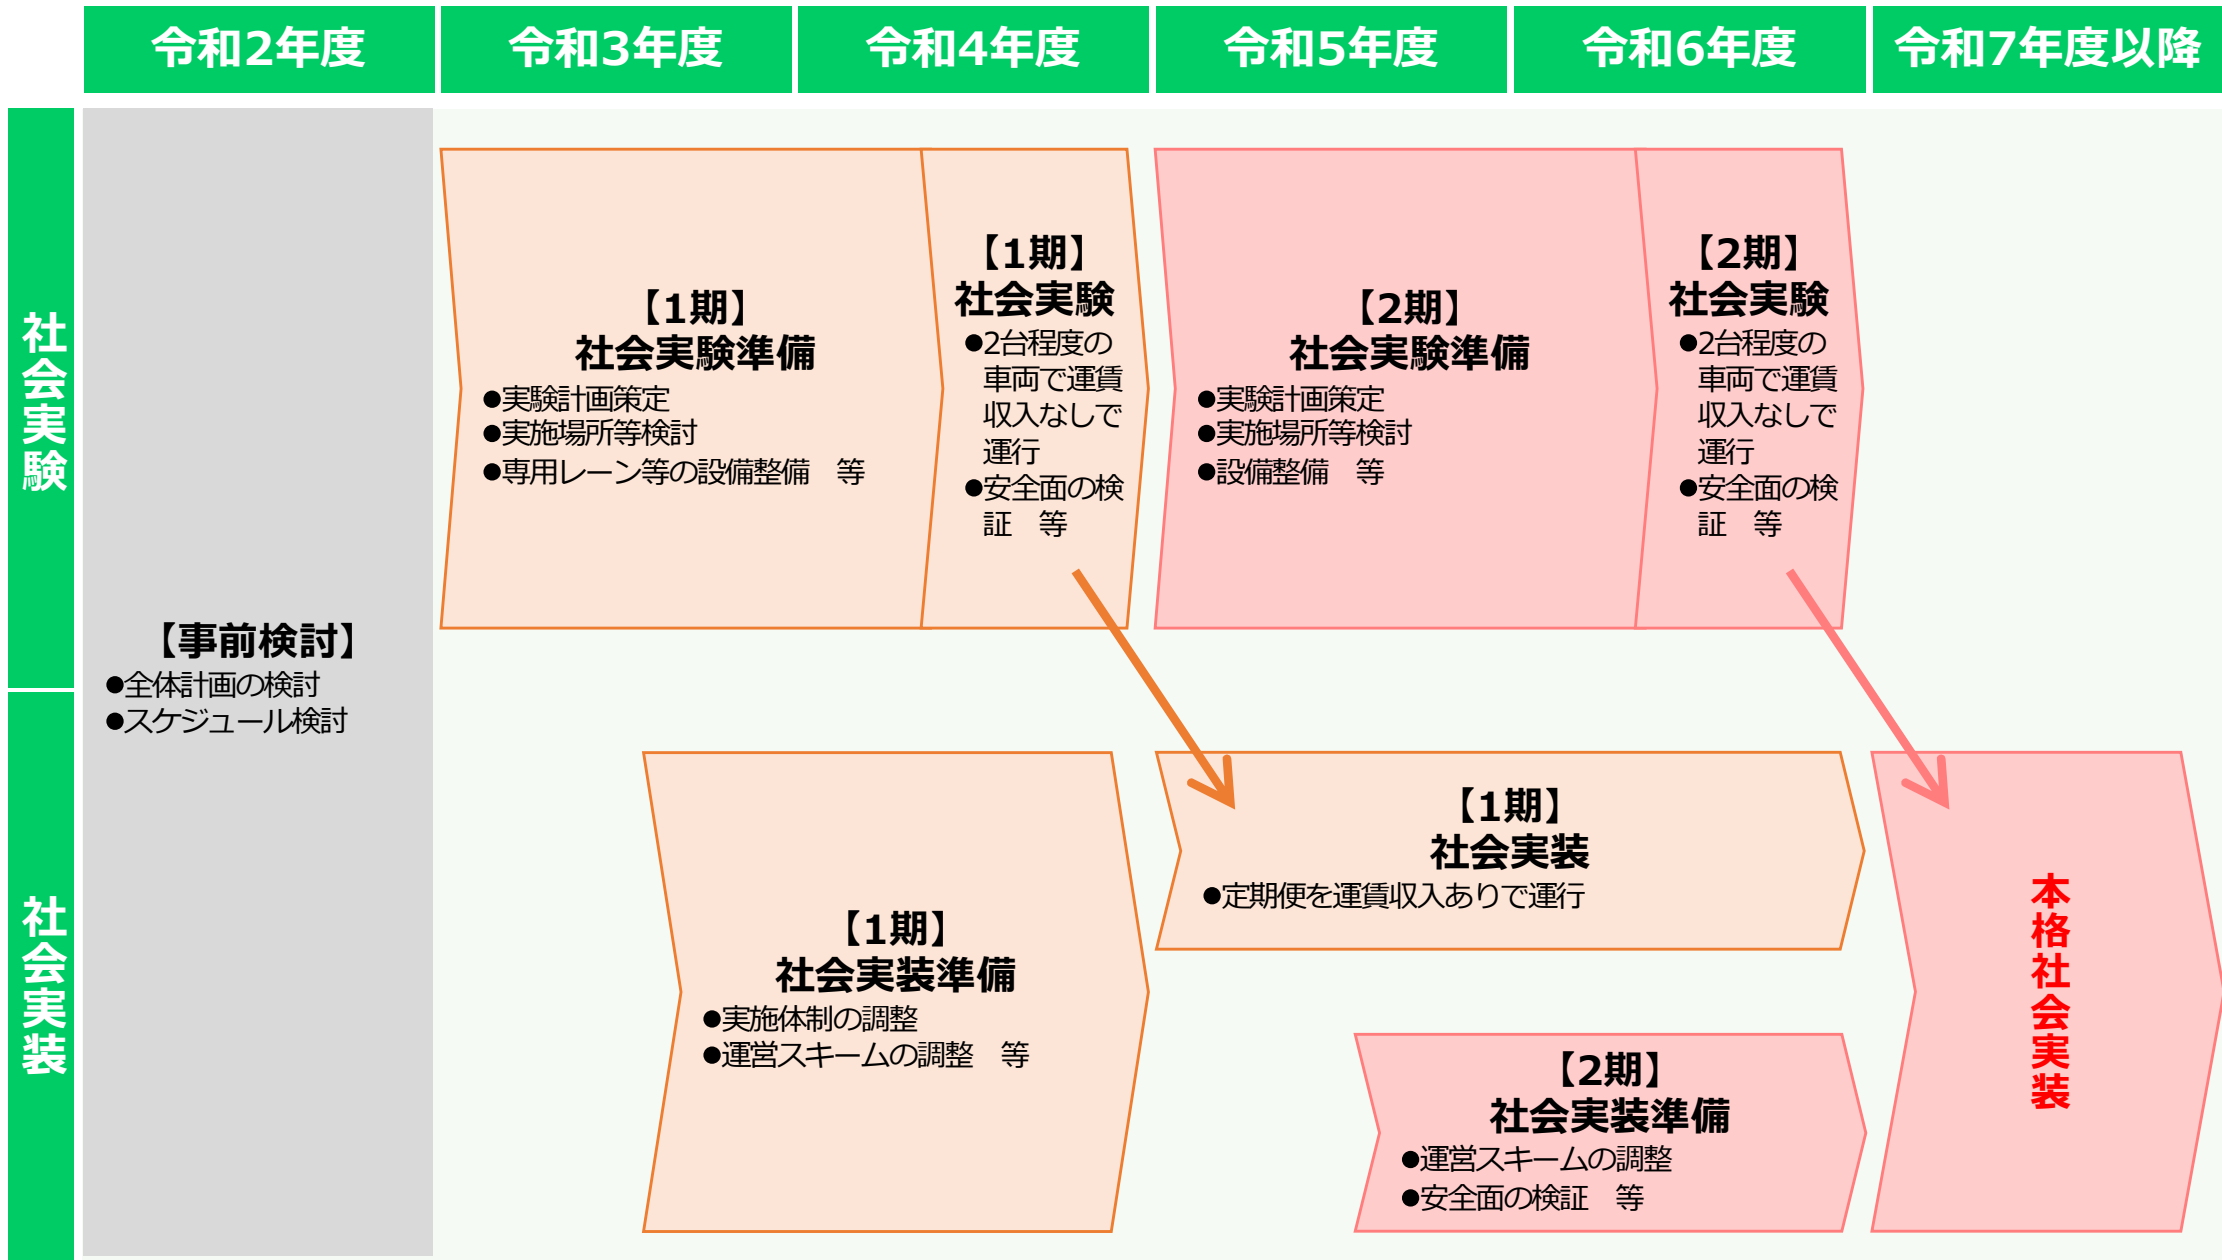 令和2年度
令和3年度
令和4年度
令和5年度
令和6年度
令和7年度以降
社会実験
社会実装
【事前検討】
●全体計画の検討
●スケジュール検討
【1期】
社会実験準備
●実験計画策定
●実施場所等検討
●専用レーン等の設備整備　等
【1期】
社会実験
●2台程度の
車両で運賃
収入なしで
運行
●安全面の検
証　等
【2期】
社会実験準備
●実験計画策定
●実施場所等検討
●設備整備　等
【2期】
社会実験
●2台程度の
車両で運賃
収入なしで
運行
●安全面の検
証　等
【1期】
社会実装準備
●実施体制の調整
●運営スキームの調整　等
【1期】
社会実装
●定期便を運賃収入ありで運行
【2期】
社会実装準備
●運営スキームの調整
●安全面の検証　等
本格社会実装